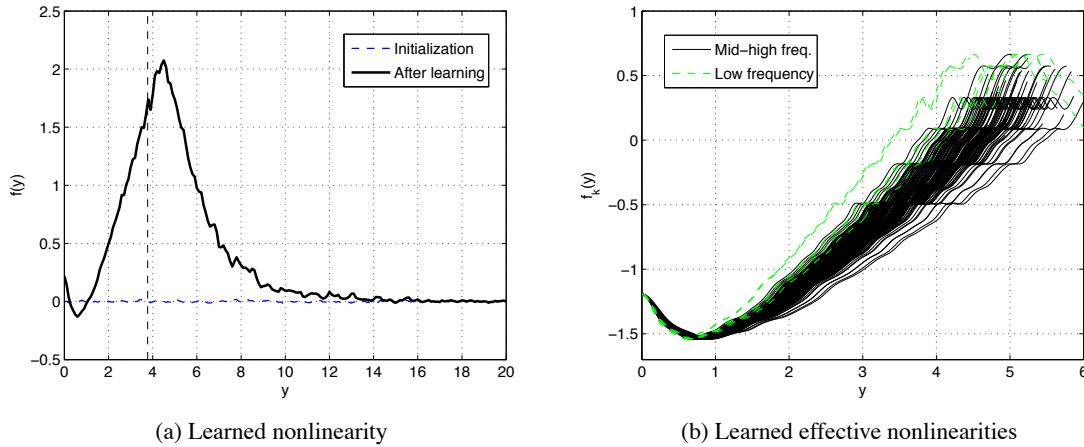 2.5
2
1.5
1
0.5
0
−0.5
f(y)
0 2 4 6 8 10 12 14 16 18 20
y
Initialization
After learning
(a) Learned nonlinearity
0.5
0
−0.5
−1
−1.5
f_k(y)
0 1 2 3 4 5 6
y
Mid−high freq.
Low frequency
(b) Learned effective nonlinearities